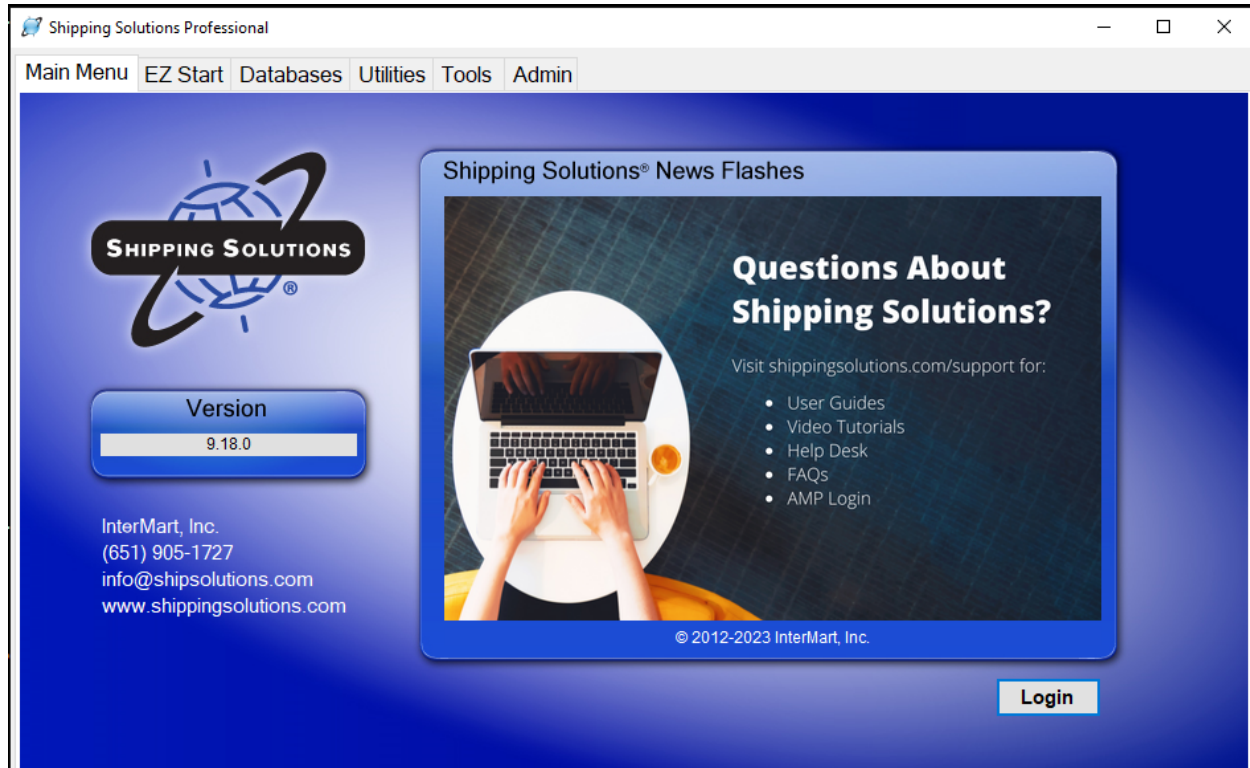 Shipping Solutions Professional
Main Menu EZ Start Databases Utilities Tools Admin
SHIPPING SOLUTIONS
®
Version
9.18.0
InterMart, Inc.
(651) 905-1727
info@shipsolutions.com
www.shippingsolutions.com
Shipping Solutions® News Flashes
Questions About
Shipping Solutions?
Visit shippingsolutions.com/support for:
• User Guides
• Video Tutorials
• Help Desk
• FAQs
• AMP Login
© 2012-2023 InterMart, Inc.
Login